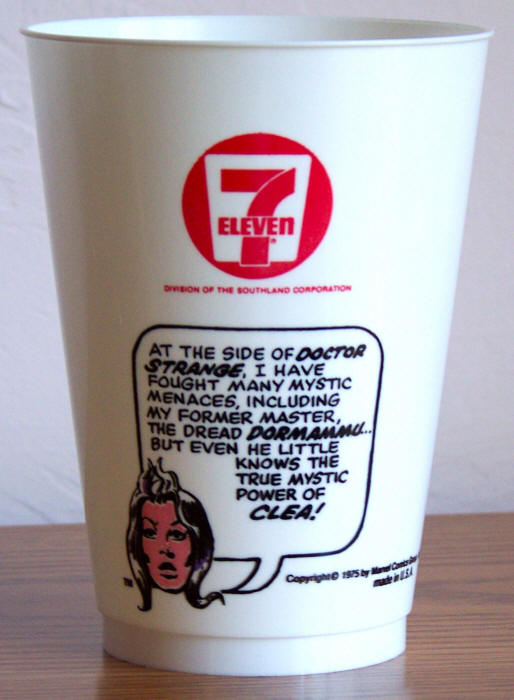 7
ELEVEn
®
DIVISION OF THE SOUTHLAND CORPORATION
AT THE SIDE OF DOCTOR
STRANGE, I HAVE
FOUGHT MANY MYSTIC
MENACES, INCLUDING
MY FORMER MASTER,
THE DREAD DORMAMMU...
BUT EVEN HE LITTLE
KNOWS THE
TRUE MYSTIC
POWER OF
CLEA!
TM
Copyright© 1975 by Marvel Comics Group
made in U.S.A.